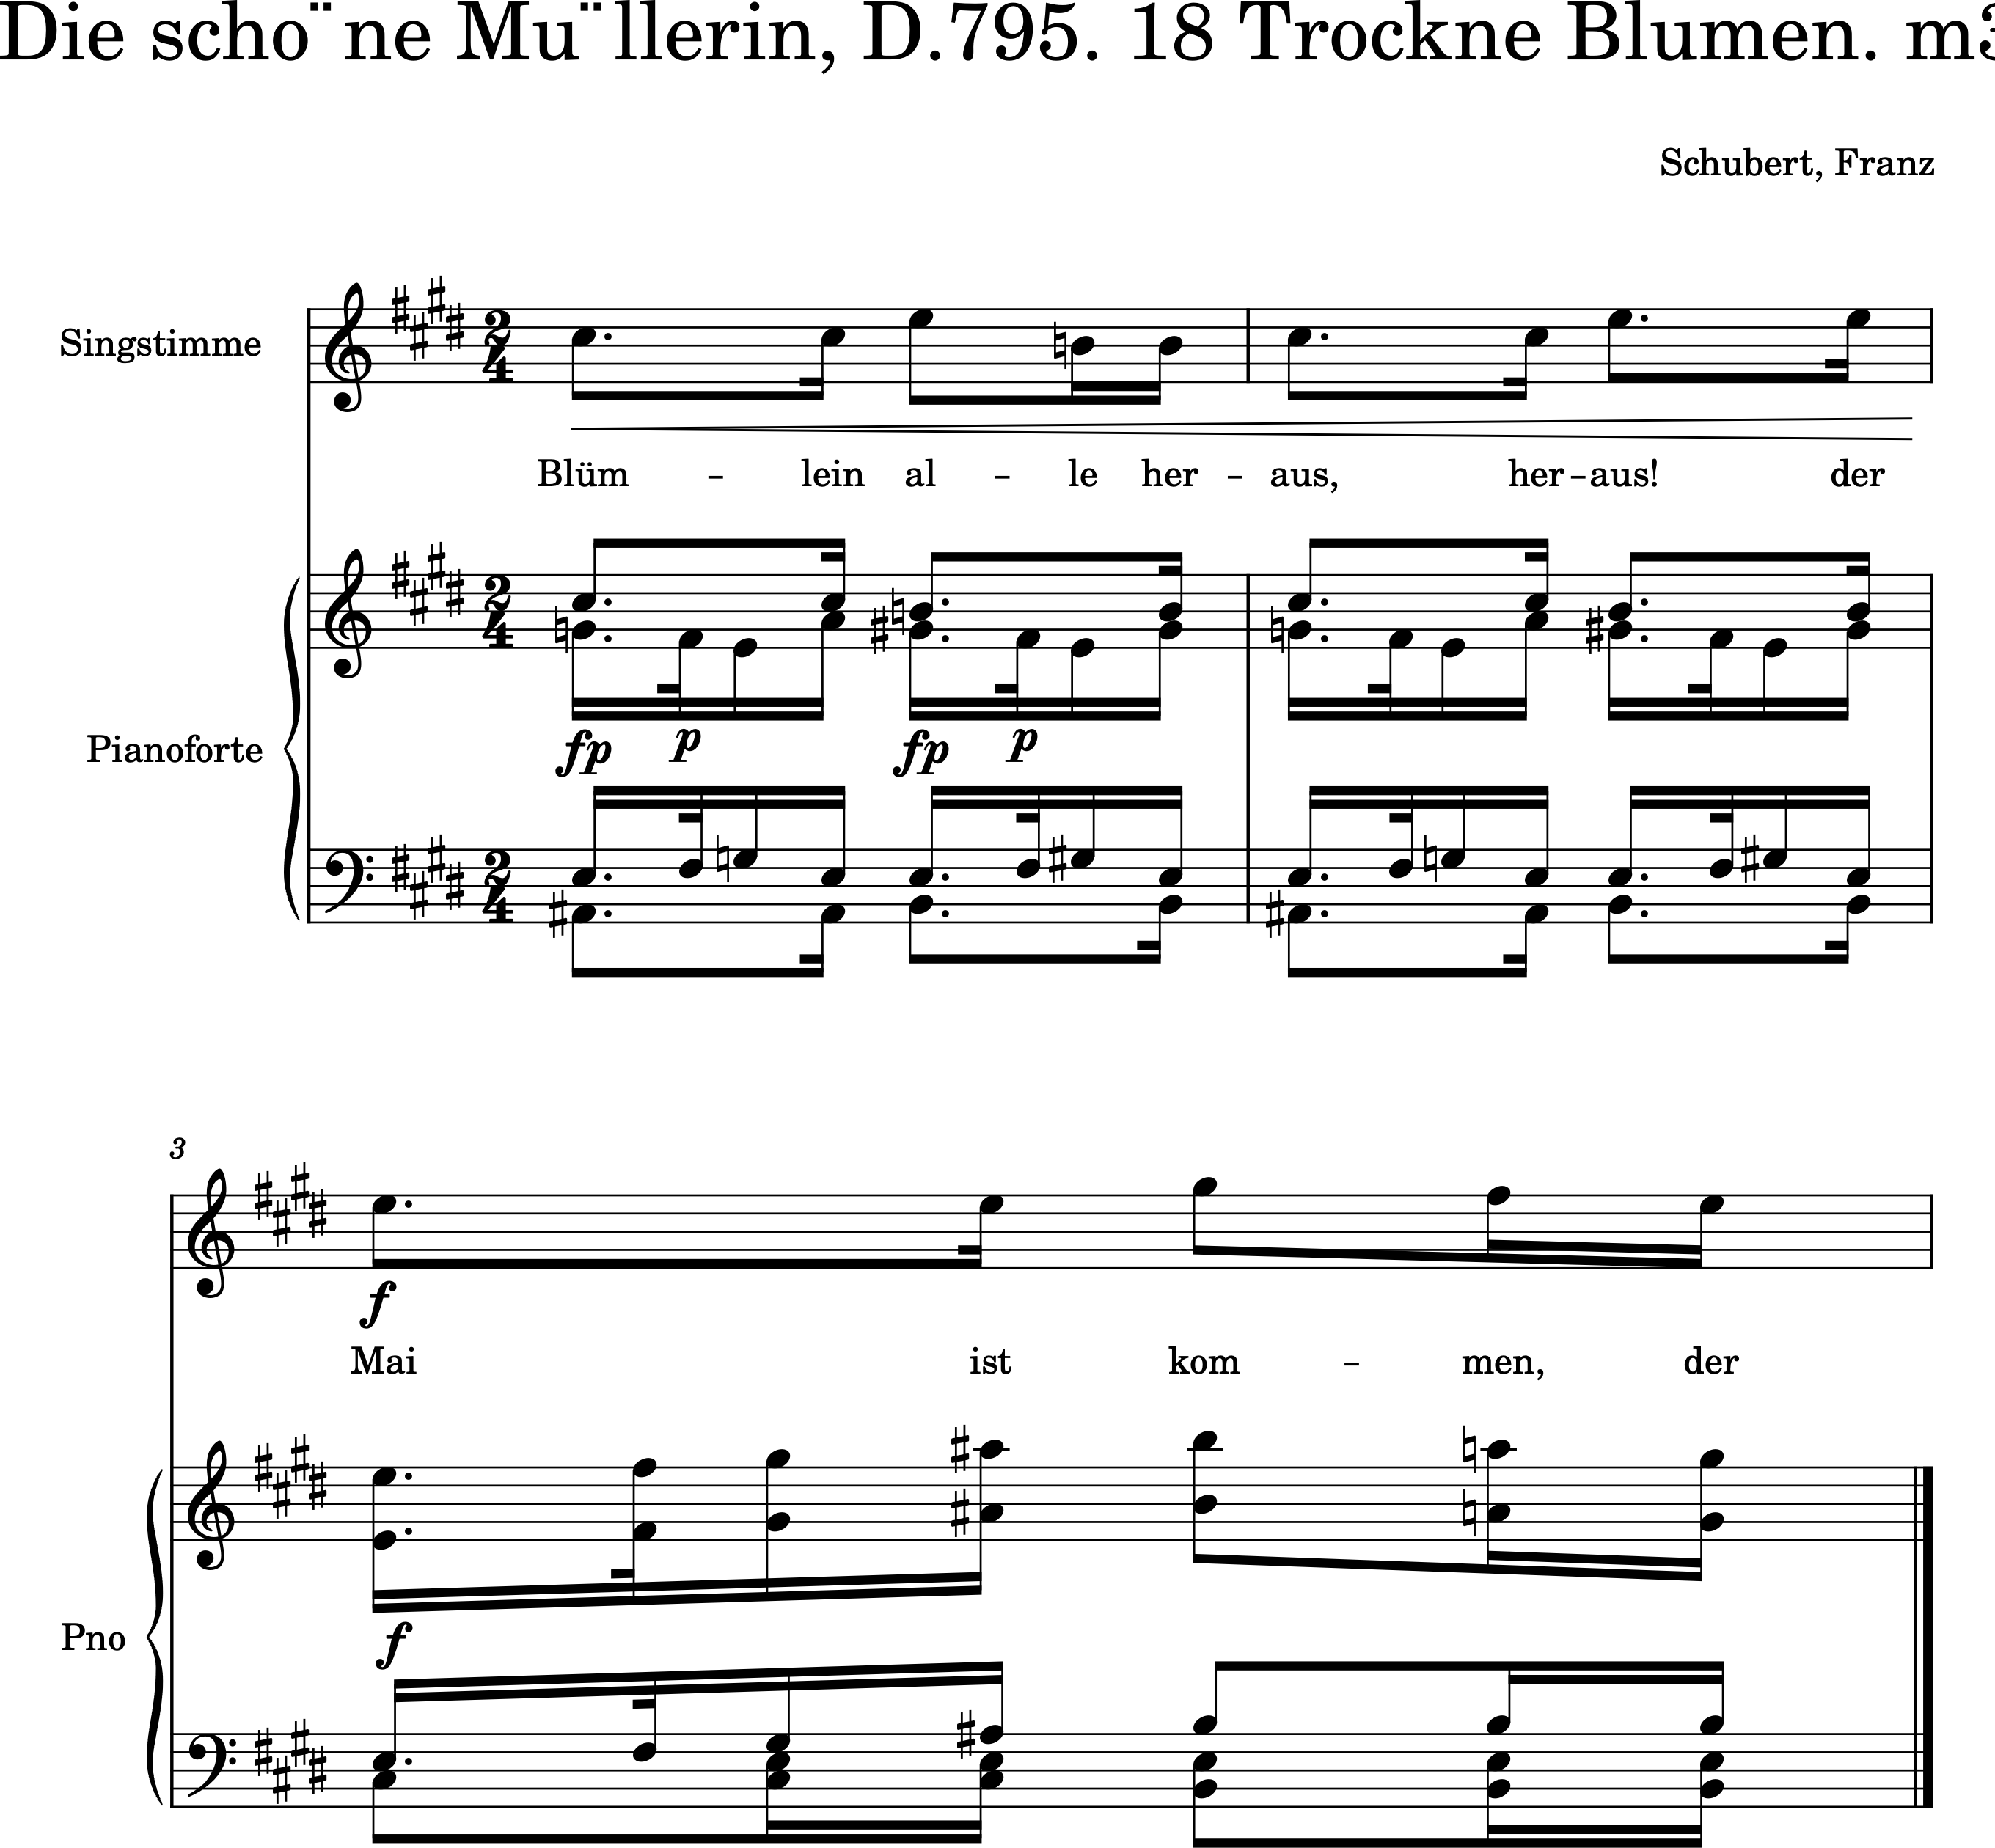 Die scho¨ne Mu¨llerin, D.795. 18 Trockne Blumen. m3
Schubert, Franz
Singstimme
Blüm – lein al – le her – aus, her – aus! der
Pianoforte
fp p fp p
3
f
Mai ist kom – men, der
Pno
f